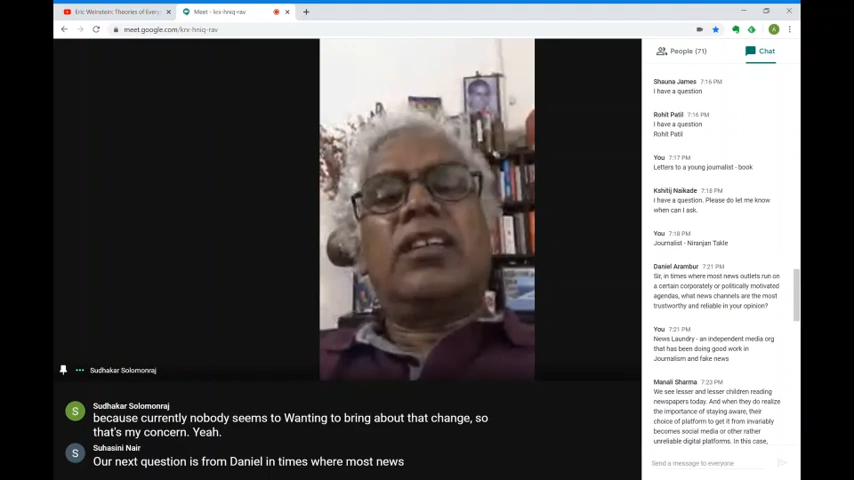 Eric Weinstein: Theories of Every
Meet - knr-hniq-rav
meet.google.com/knr-hniq-rav
People (71)
Chat
Shauna James 7:16 PM
I have a question
Rohit Patil 7:16 PM
I have a question
Rohit Patil
You 7:17 PM
Letters to a young journalist - book
Kshitij Naikade 7:18 PM
I have a question. Please do let me know
when can I ask.
You 7:18 PM
Journalist - Niranjan Takle
Daniel Arambur 7:21 PM
Sir, in times where most news outlets run on
a certain corporately or politically motivated
agendas, what news channels are the most
trustworthy and reliable in your opinion?
You 7:21 PM
News Laundry - an independent media org
that has been doing good work in
Journalism and fake news
Manali Sharma 7:23 PM
We see lesser and lesser children reading
newspapers today. And when they do realize
the importance of staying aware, their
choice of platform to get it from invariably
becomes social media or other rather
unreliable digital platforms. In this case,
Send a message to everyone
Sudhakar Solomonraj
S
Sudhakar Solomonraj
because currently nobody seems to Wanting to bring about that change, so
that's my concern. Yeah.
S
Suhasini Nair
Our next question is from Daniel in times where most news